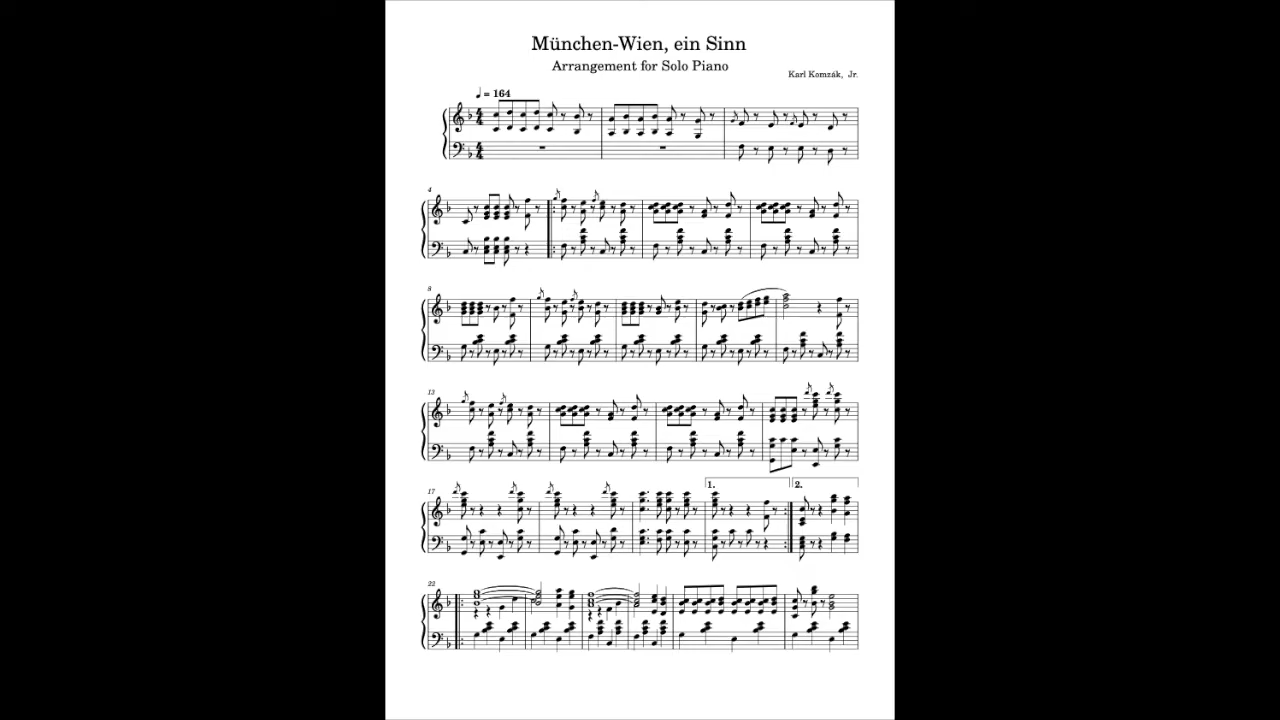 München-Wien, ein Sinn
Arrangement for Solo Piano
Karl Komzák, Jr.
♩ = 164
4
8
13
17
1.
2.
22